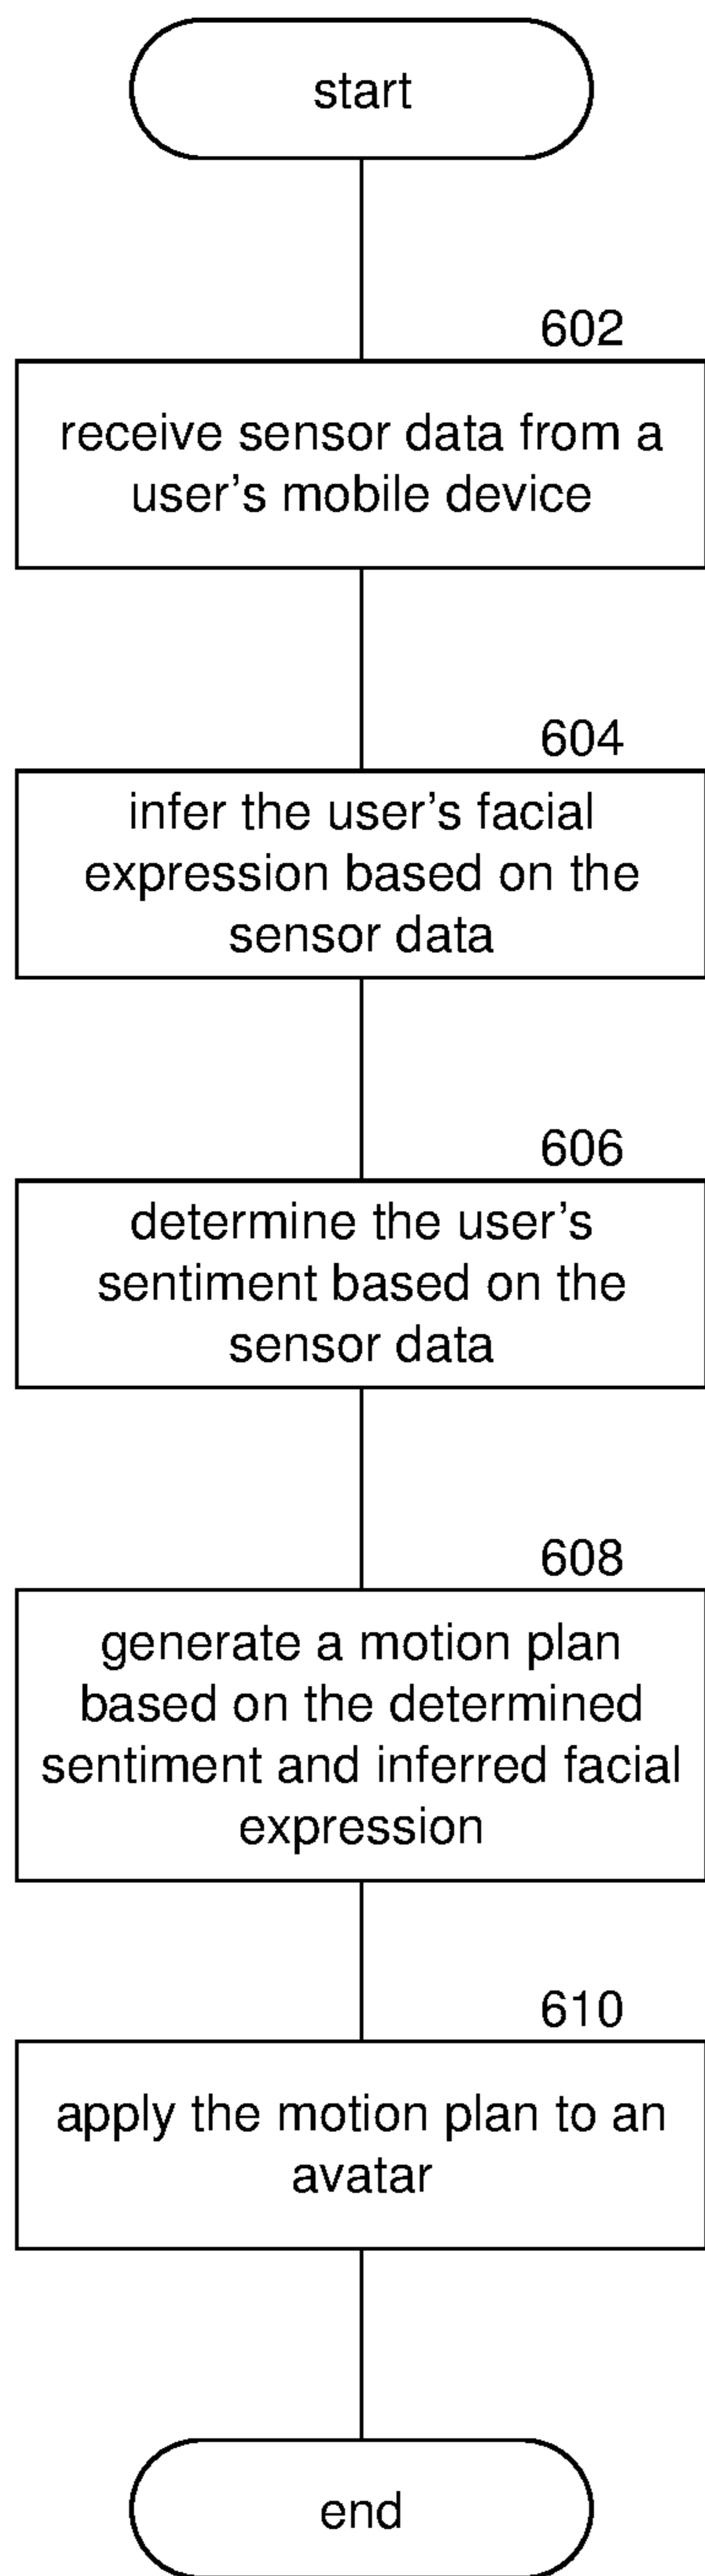 start
602
receive sensor data from a
user's mobile device
604
infer the user's facial
expression based on the
sensor data
606
determine the user's
sentiment based on the
sensor data
608
generate a motion plan
based on the determined
sentiment and inferred facial
expression
610
apply the motion plan to an
avatar
end